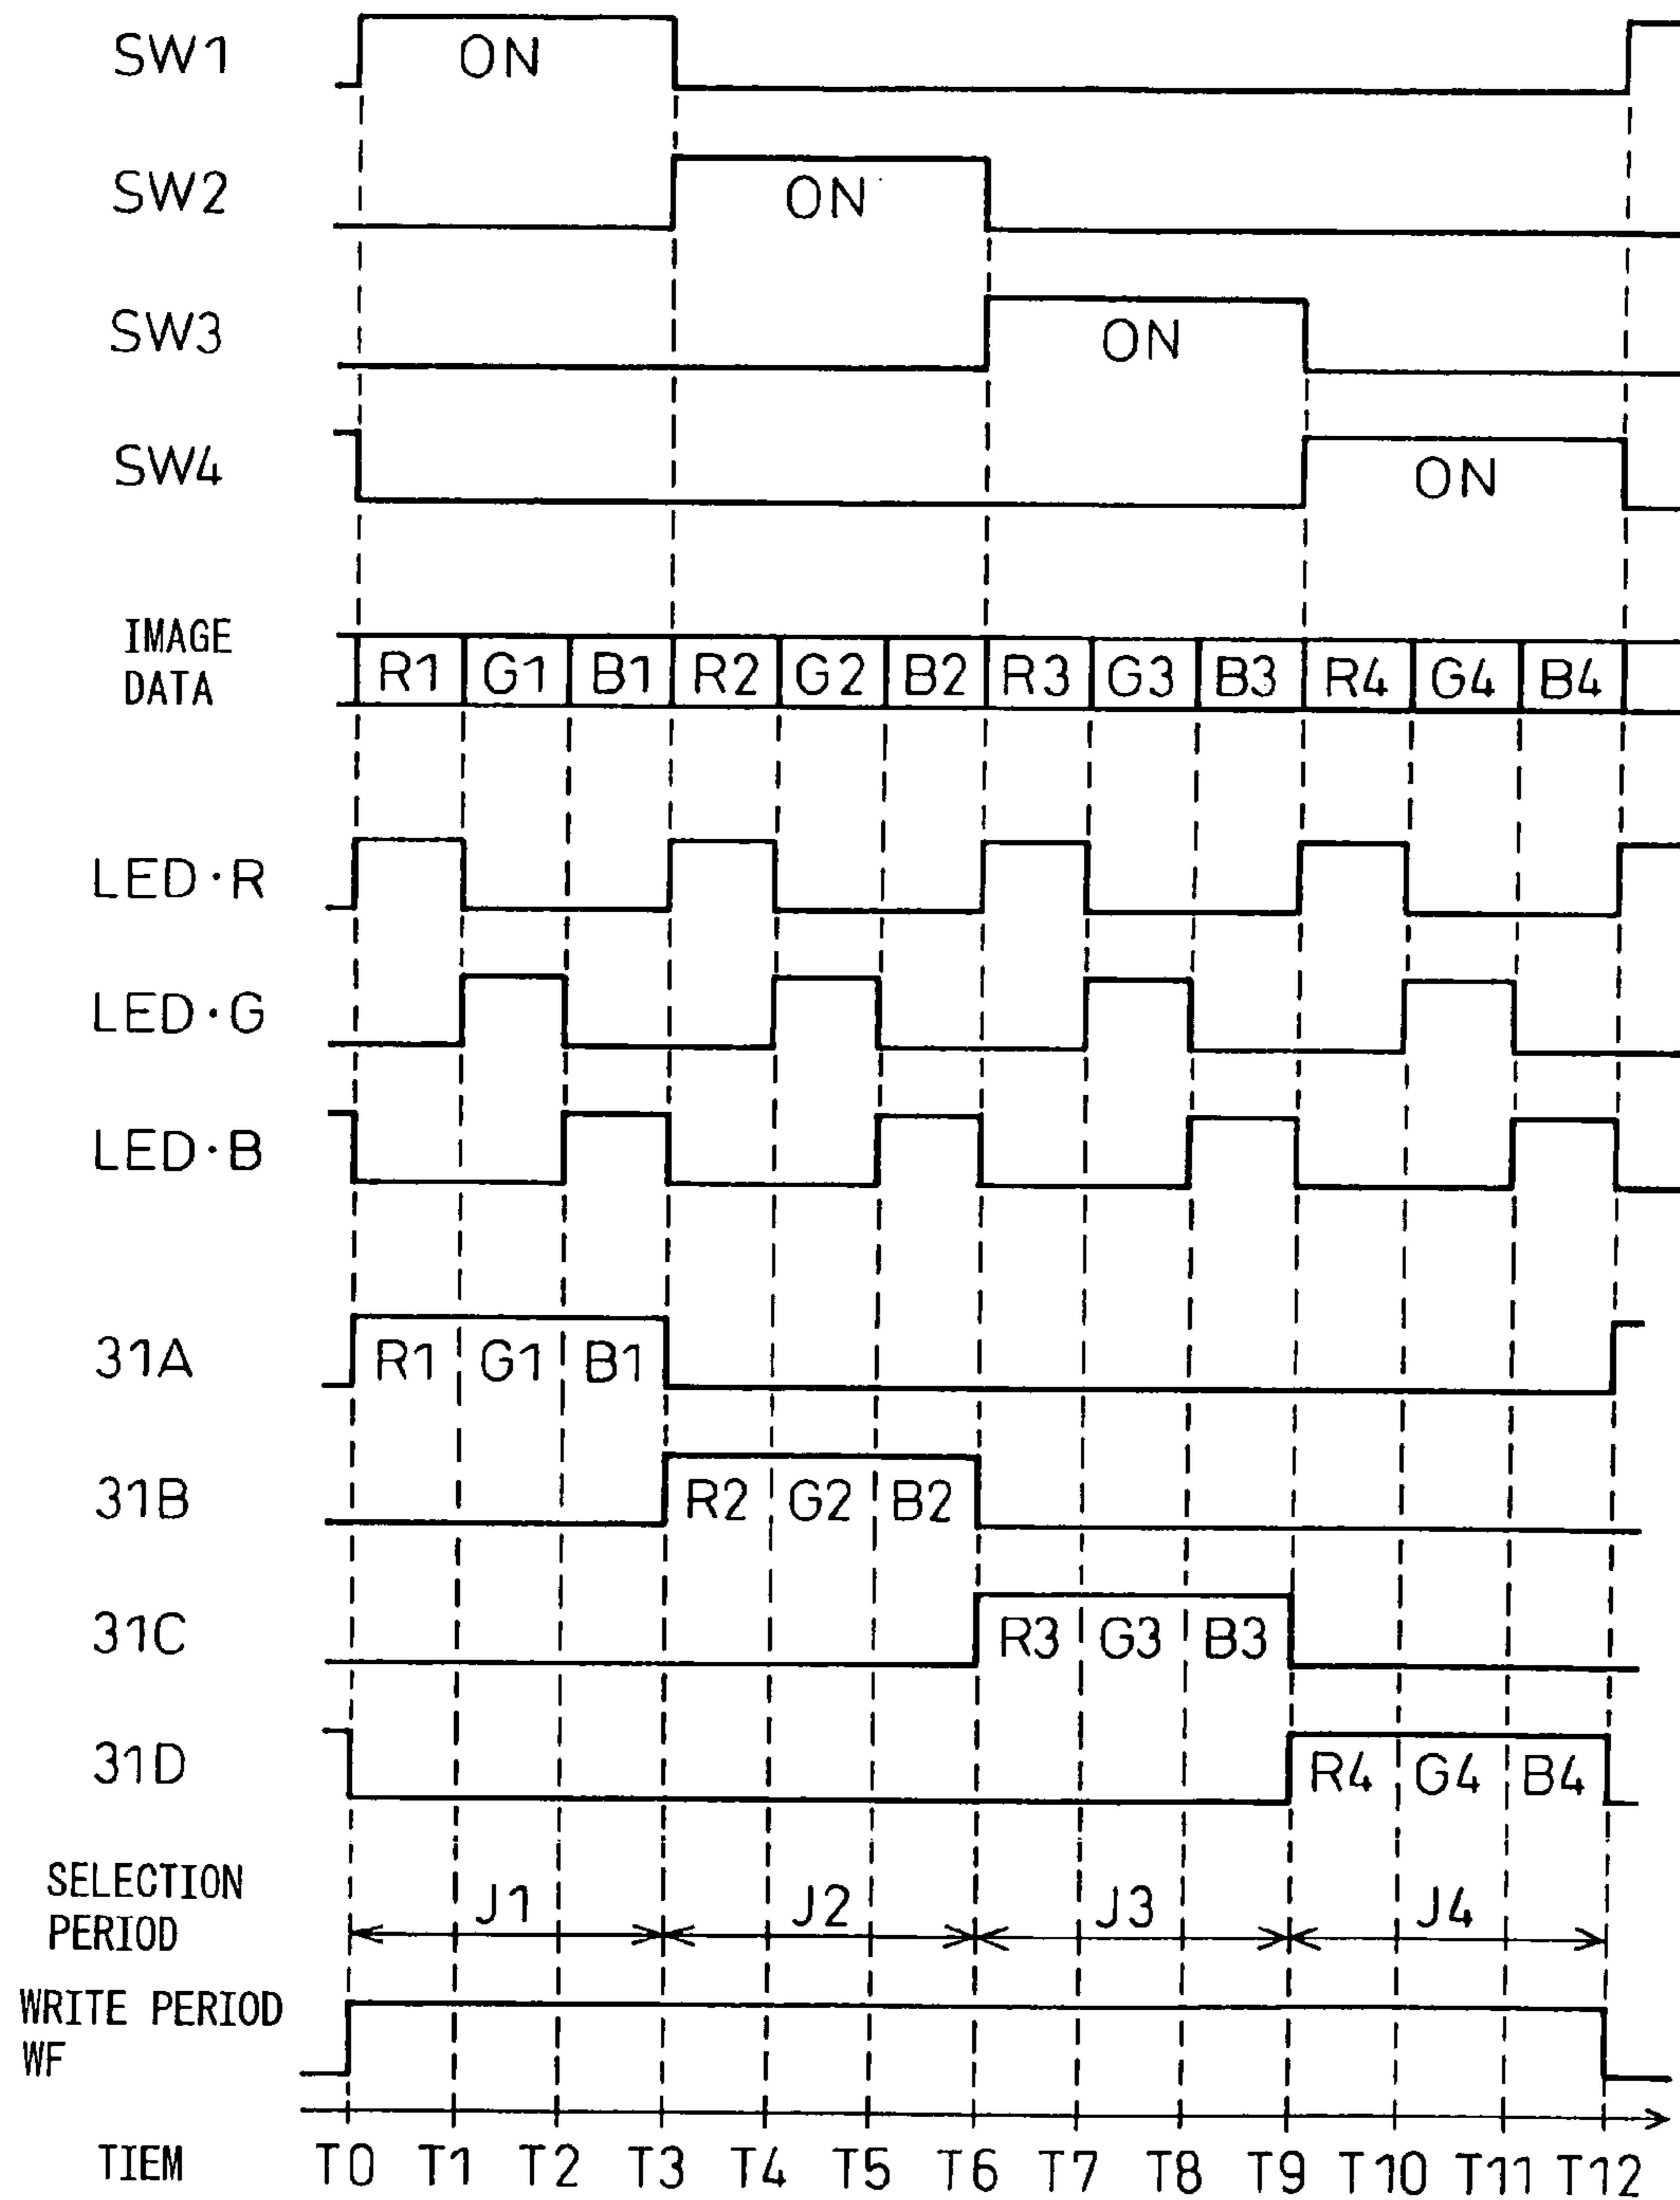 SW1 ON
SW2 ON
SW3 ON
SW4 ON
IMAGE
DATA
R1 G1 B1 R2 G2 B2 R3 G3 B3 R4 G4 B4
LED·R
LED·G
LED·B
31A R1 G1 B1
31B R2 G2 B2
31C R3 G3 B3
31D R4 G4 B4
SELECTION
PERIOD
J1 J2 J3 J4
WRITE PERIOD
WF
TIEM T0 T1 T2 T3 T4 T5 T6 T7 T8 T9 T10 T11 T12